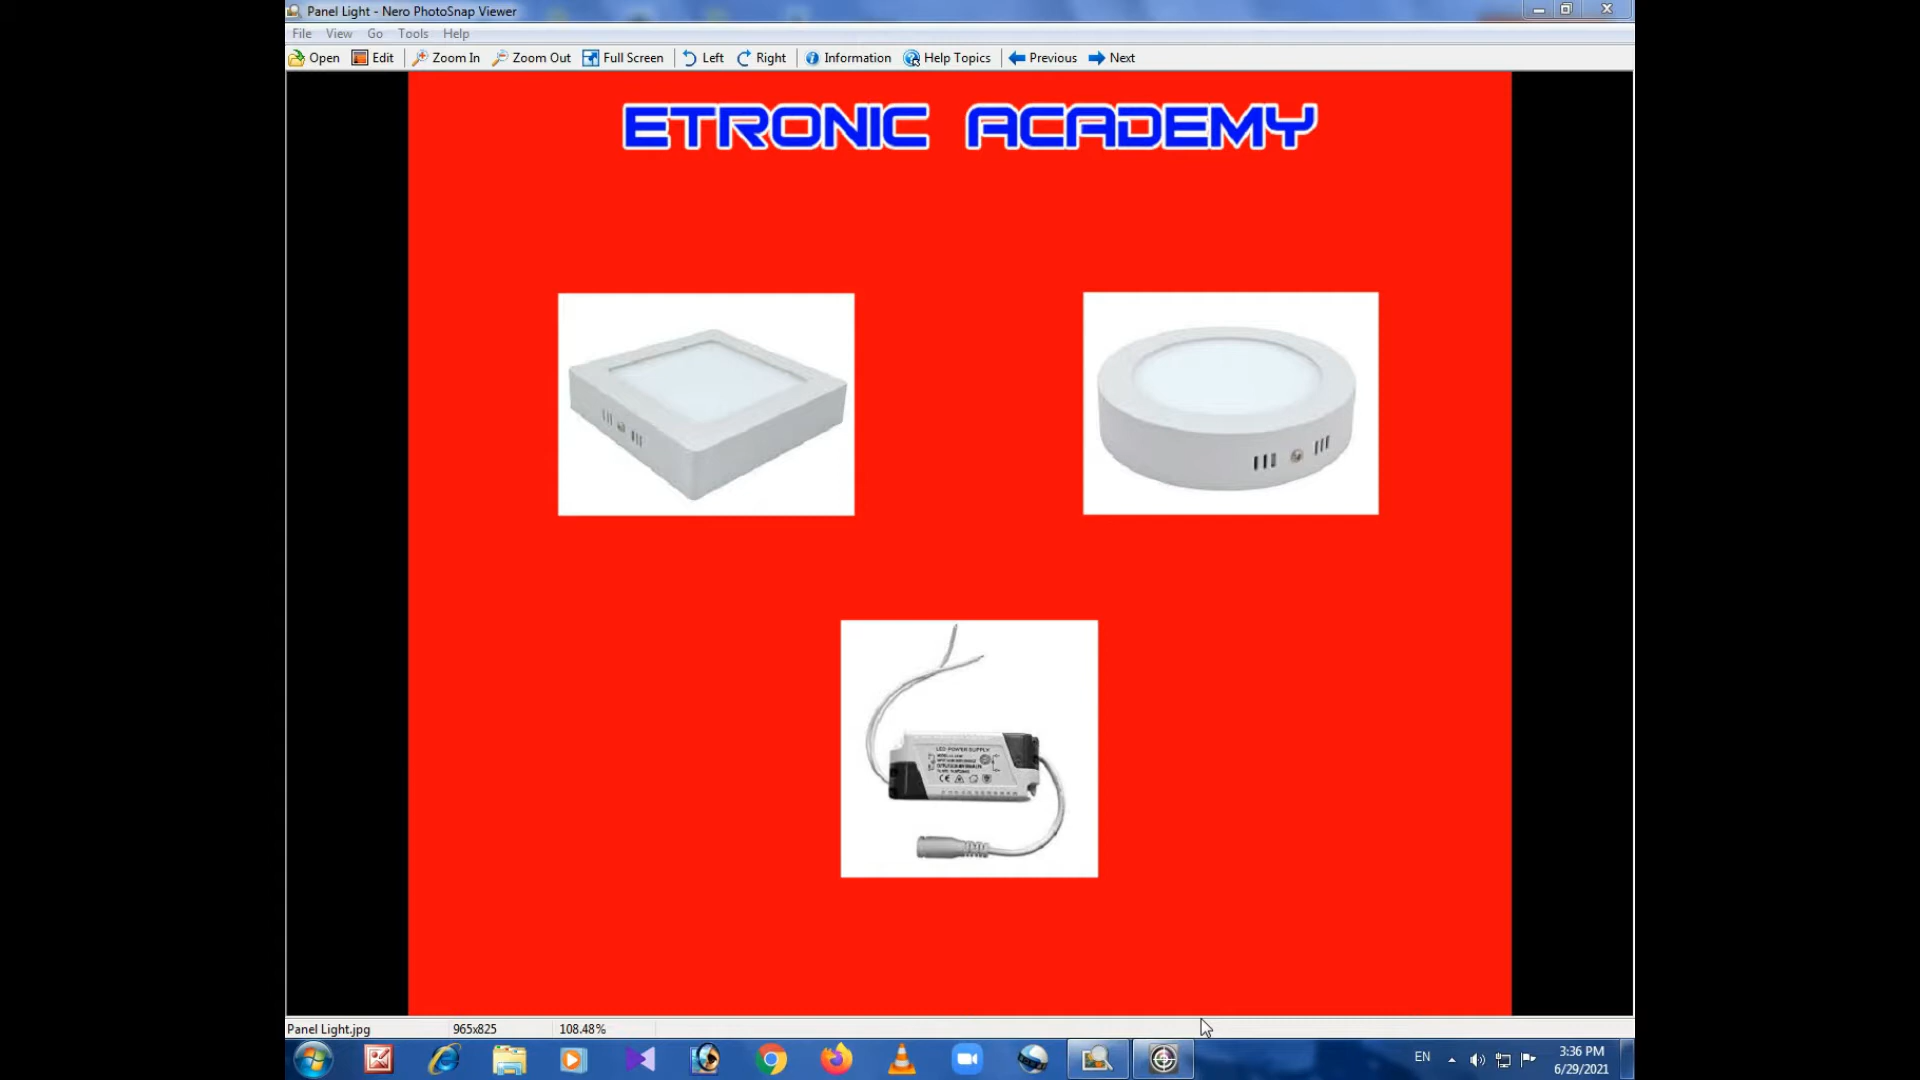 Panel Light - Nero PhotoSnap Viewer
File View Go Tools Help
Open Edit Zoom In Zoom Out Full Screen Left Right Information Help Topics Previous Next
ETRONIC ACADEMY
LED POWER SUPPLY
Panel Light.jpg 965x825 108.48%
EN 3:36 PM
6/29/2021